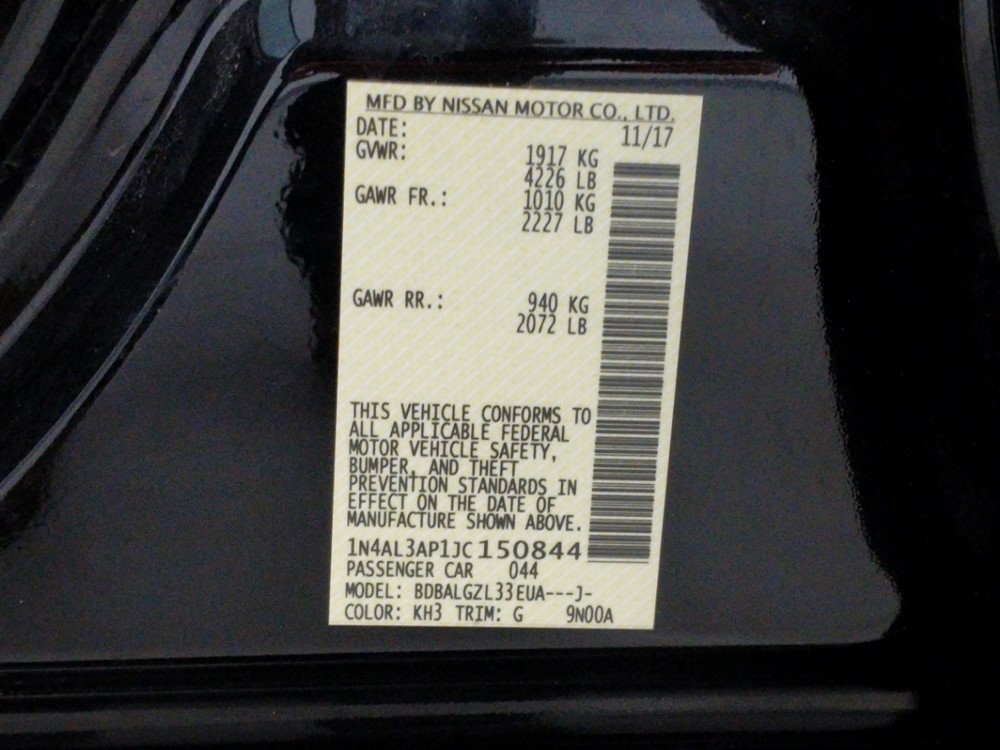 MFD BY NISSAN MOTOR CO., LTD.
DATE: 11/17
GVWR: 1917 KG
4226 LB
GAWR FR.: 1010 KG
2227 LB
GAWR RR.: 940 KG
2072 LB
THIS VEHICLE CONFORMS TO
ALL APPLICABLE FEDERAL
MOTOR VEHICLE SAFETY,
BUMPER, AND THEFT
PREVENTION STANDARDS IN
EFFECT ON THE DATE OF
MANUFACTURE SHOWN ABOVE.
1N4AL3AP1JC150844
PASSENGER CAR 044
MODEL: BDBALGZL33EUA---J-
COLOR: KH3 TRIM: G 9N00A